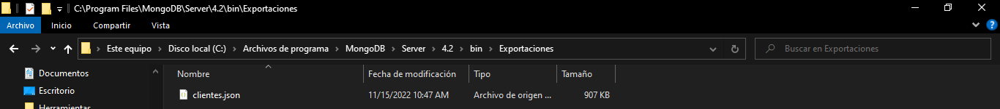 C:\Program Files\MongoDB\Server\4.2\bin\Exportaciones
Archivo Inicio Compartir Vista
Este equipo Disco local (C:) Archivos de programa MongoDB Server 4.2 bin Exportaciones Buscar en Exportaciones
Documentos Nombre Fecha de modificación Tipo Tamaño
Escritorio clientes.json 11/15/2022 10:47 AM Archivo de origen ... 907 KB
Herramientas